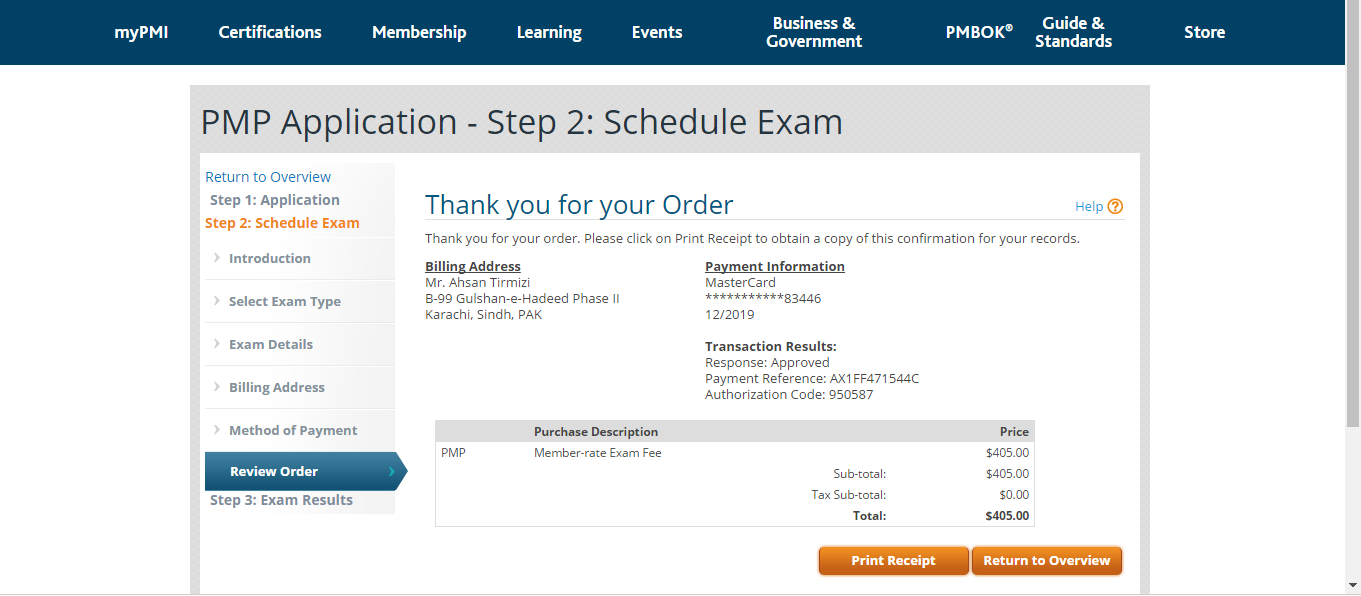 myPMI Certifications Membership Learning Events Business & Government PMBOK® Guide & Standards Store
PMP Application - Step 2: Schedule Exam
Return to Overview
Step 1: Application
Step 2: Schedule Exam
Introduction
Select Exam Type
Exam Details
Billing Address
Method of Payment
Review Order
Step 3: Exam Results
Thank you for your Order
Help ?
Thank you for your order. Please click on Print Receipt to obtain a copy of this confirmation for your records.
Billing Address
Mr. Ahsan Tirmizi
B-99 Gulshan-e-Hadeed Phase II
Karachi, Sindh, PAK
Payment Information
MasterCard
***********83446
12/2019
Transaction Results:
Response: Approved
Payment Reference: AX1FF471544C
Authorization Code: 950587
Purchase Description Price
PMP Member-rate Exam Fee $405.00
Sub-total: $405.00
Tax Sub-total: $0.00
Total: $405.00
Print Receipt Return to Overview